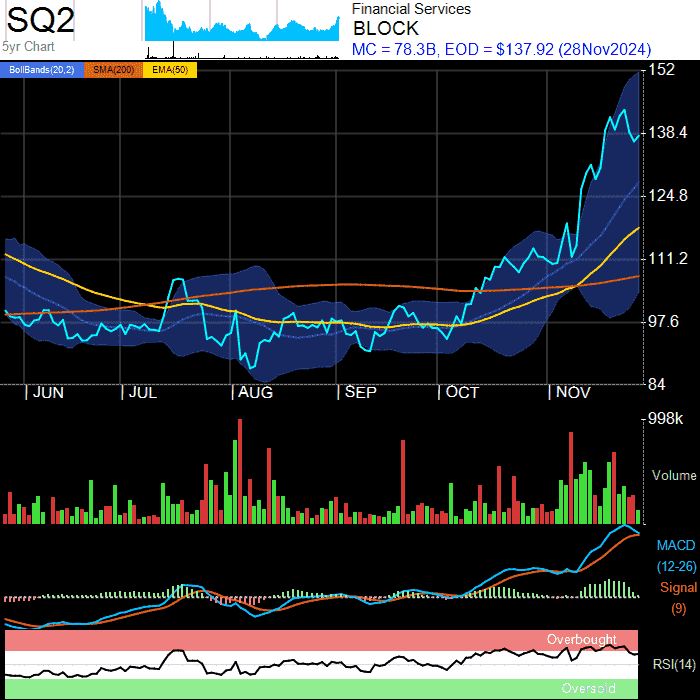 SQ2
5yr Chart
Financial Services
BLOCK
MC = 78.3B, EOD = $137.92 (28Nov2024)
BollBands(20,2) SMA(200) EMA(50)
152
138.4
124.8
111.2
97.6
84
| JUN | JUL | AUG | SEP | OCT | NOV
998k
Volume
MACD
(12-26)
Signal
(9)
Overbought
RSI(14)
Oversold